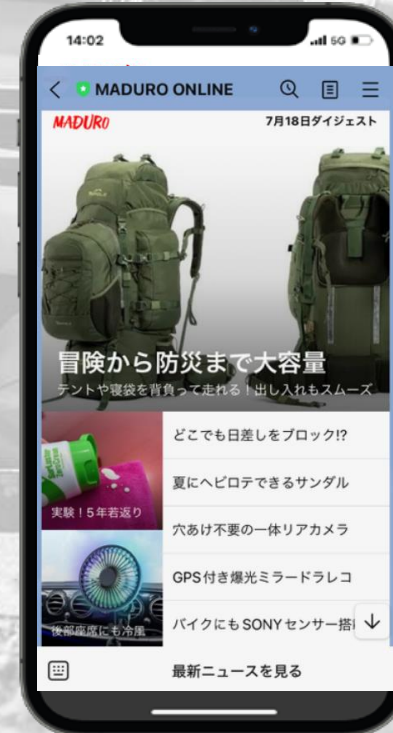 14:02
5G
MADURO ONLINE
MADURO
7月18日ダイジェスト
冒険から防災まで大容量
テントや寝袋を背負って走れる！出し入れもスムーズ
どこでも日差しをブロック!?
夏にヘビロテできるサンダル
実験！5年若返り
穴あけ不要の一体リアカメラ
GPS付き爆光ミラードラレコ
後部座席にも冷風
バイクにもSONYセンサー搭
最新ニュースを見る